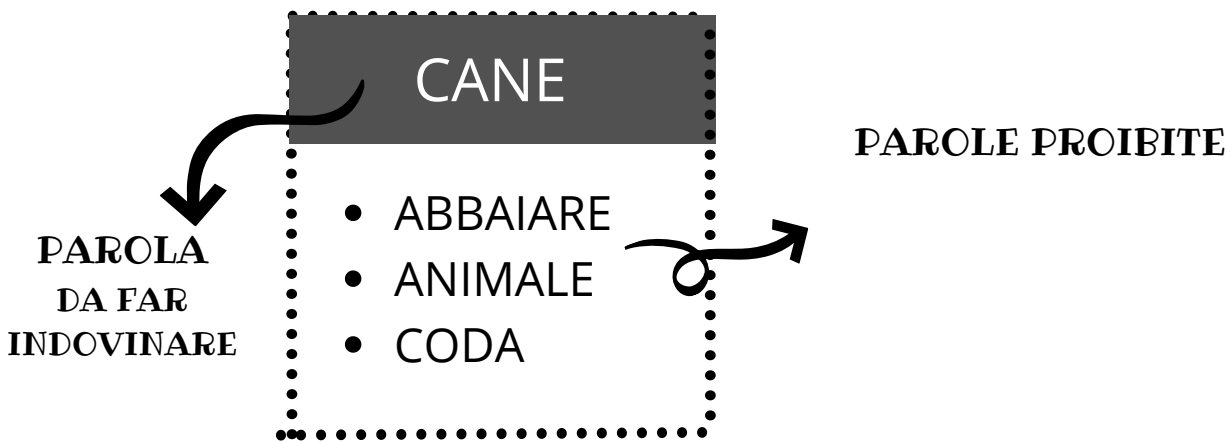 CANE
PAROLE PROIBITE
• ABBAIARE
• ANIMALE
• CODA
PAROLA
DA FAR
INDOVINARE